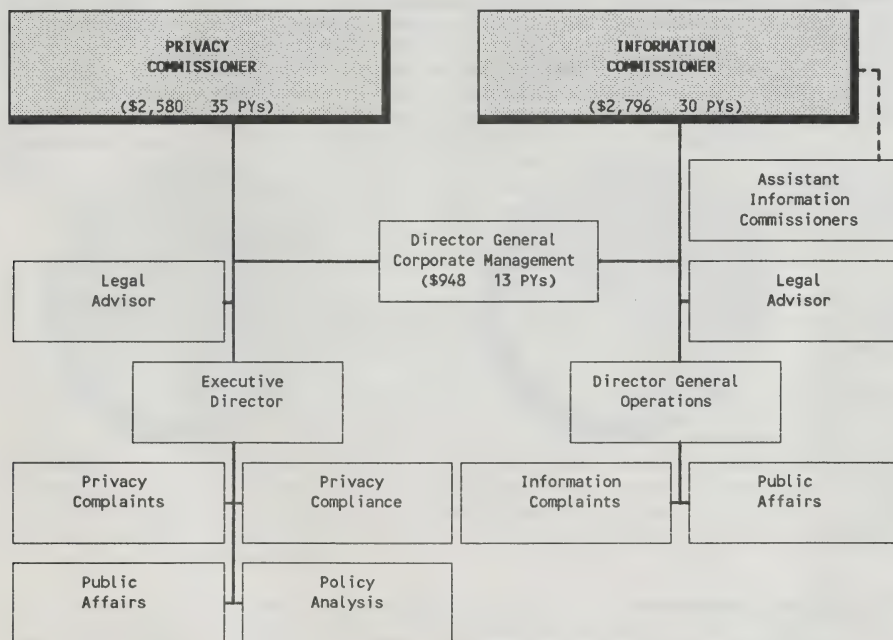 PRIVACY
COMMISSIONER
($2,580 35 PYs)
INFORMATION
COMMISSIONER
($2,796 30 PYs)
Assistant
Information
Commissioners
Director General
Corporate Management
($948 13 PYs)
Legal
Advisor
Legal
Advisor
Executive
Director
Director General
Operations
Privacy
Complaints
Privacy
Compliance
Information
Complaints
Public
Affairs
Public
Affairs
Policy
Analysis